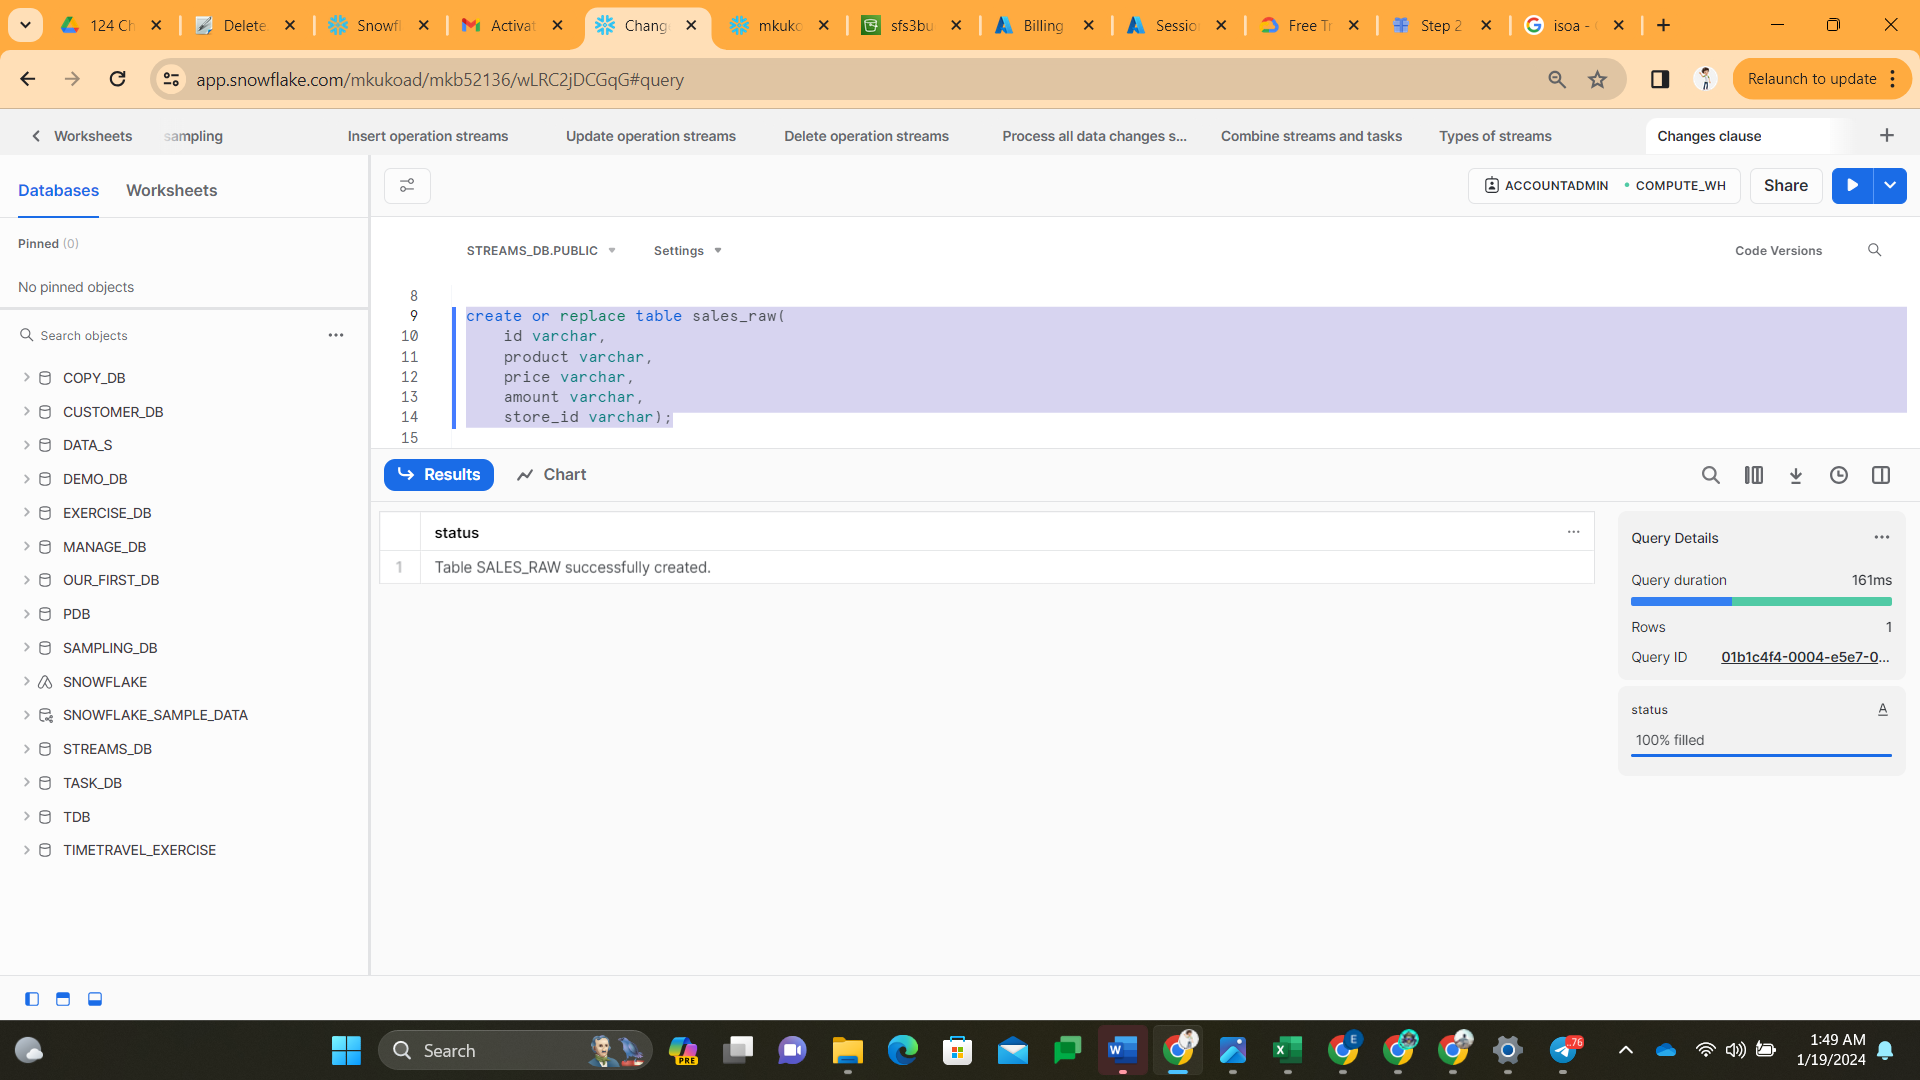 124 Ch
Delete
Snowfl
Activat
Chang
mkuko
sfs3bu
Billing
Sessio
Free Tr
Step 2
isoa -
app.snowflake.com/mkukoad/mkb52136/wLRC2jDCGqG#query
Relaunch to update
Worksheets
sampling
Insert operation streams
Update operation streams
Delete operation streams
Process all data changes s...
Combine streams and tasks
Types of streams
Changes clause
Databases
Worksheets
ACCOUNTADMIN
COMPUTE_WH
Share
Pinned (0)
No pinned objects
Search objects
COPY_DB
CUSTOMER_DB
DATA_S
DEMO_DB
EXERCISE_DB
MANAGE_DB
OUR_FIRST_DB
PDB
SAMPLING_DB
SNOWFLAKE
SNOWFLAKE_SAMPLE_DATA
STREAMS_DB
TASK_DB
TDB
TIMETRAVEL_EXERCISE
STREAMS_DB.PUBLIC
Settings
Code Versions
8
9 create or replace table sales_raw(
10 id varchar,
11 product varchar,
12 price varchar,
13 amount varchar,
14 store_id varchar);
15
Results
Chart
status
1 Table SALES_RAW successfully created.
Query Details
Query duration 161ms
Rows 1
Query ID 01b1c4f4-0004-e5e7-0...
status
A
100% filled
Search
PRE
E
76
1:49 AM
1/19/2024